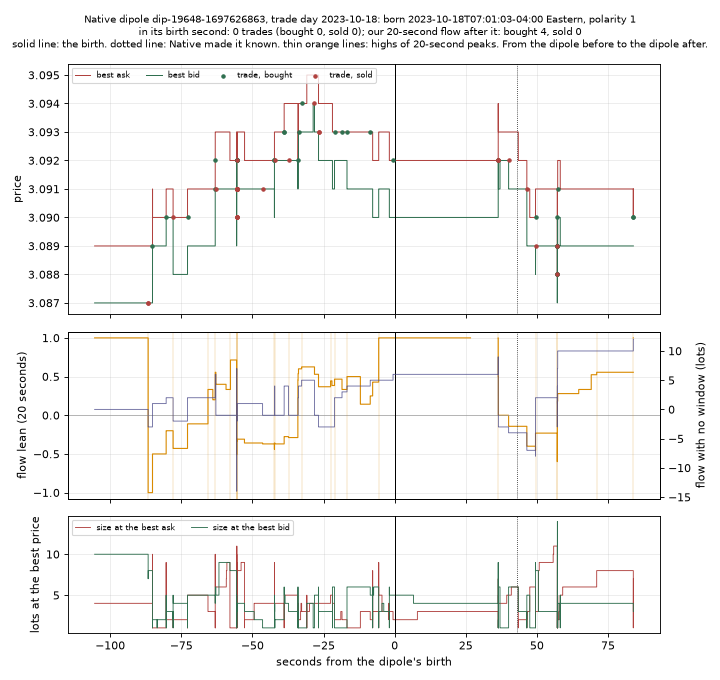 Native dipole dip-19648-1697626863, trade day 2023-10-18: born 2023-10-18T07:01:03-04:00 Eastern, polarity 1
in its birth second: 0 trades (bought 0, sold 0); our 20-second flow after it: bought 4, sold 0
solid line: the birth. dotted line: Native made it known. thin orange lines: highs of 20-second peaks. From the dipole before to the dipole after.
best ask best bid trade, bought trade, sold
3.095
3.094
3.093
3.092
3.091
3.090
3.089
3.088
3.087
price
1.0
0.5
0.0
−0.5
−1.0
flow lean (20 seconds)
10
5
0
−5
−10
−15
flow with no window (lots)
size at the best ask size at the best bid
10
5
lots at the best price
−100 −75 −50 −25 0 25 50 75
seconds from the dipole's birth